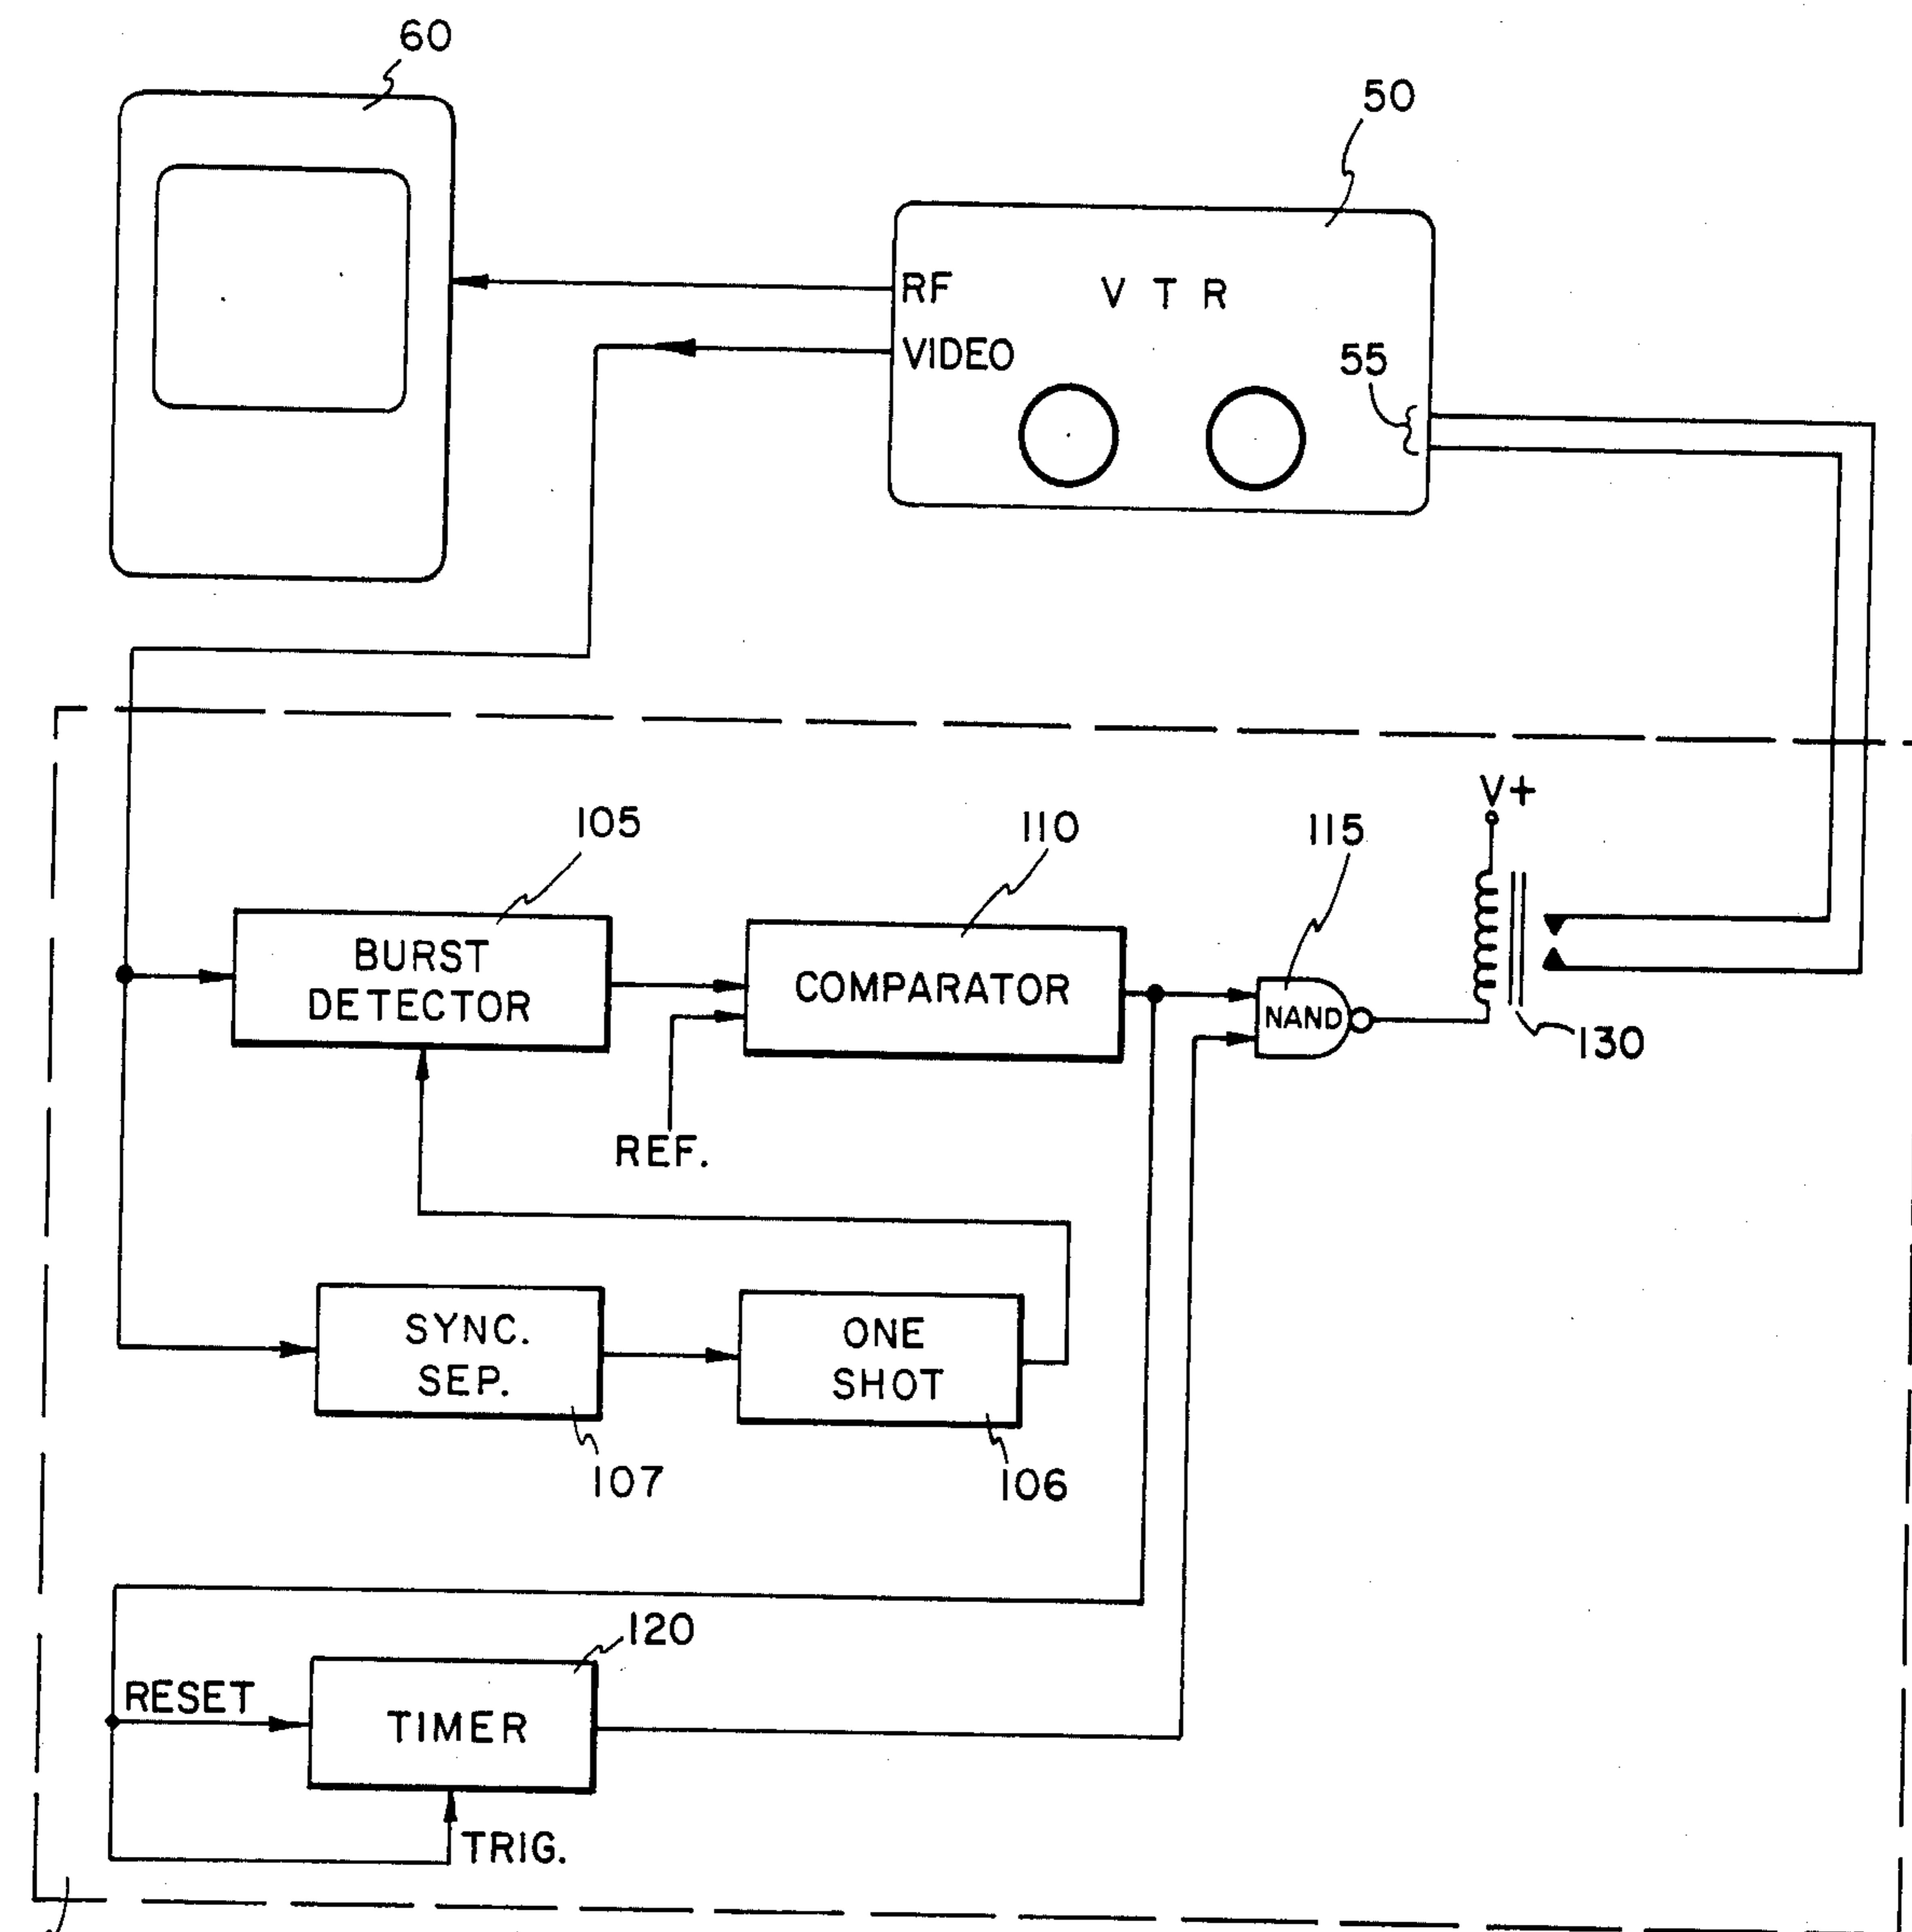 60
50
RF
V T R
VIDEO
55
V+
105
110
115
BURST
DETECTOR
COMPARATOR
NAND
130
REF.
SYNC.
SEP.
ONE
SHOT
107
106
120
RESET
TIMER
TRIG.